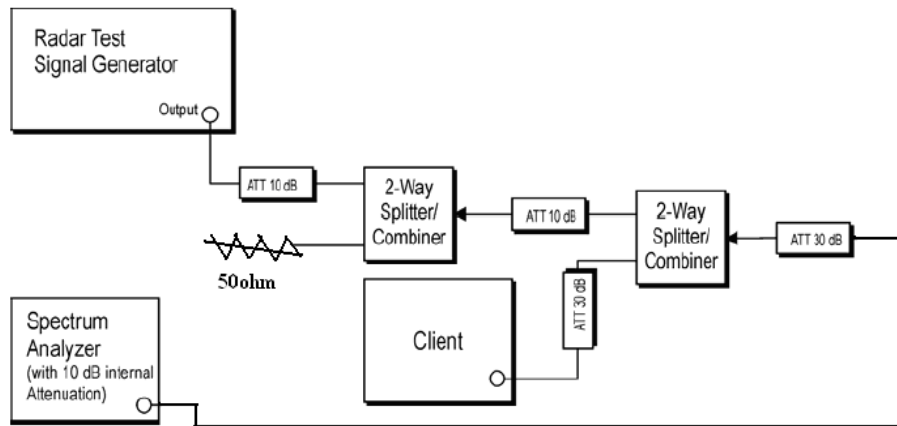 Radar Test
Signal Generator
Output
ATT 10 dB
2-Way
Splitter/
Combiner
ATT 10 dB
2-Way
Splitter/
Combiner
ATT 30 dB
50ohm
ATT 30 dB
Client
Spectrum
Analyzer
(with 10 dB internal
Attenuation)